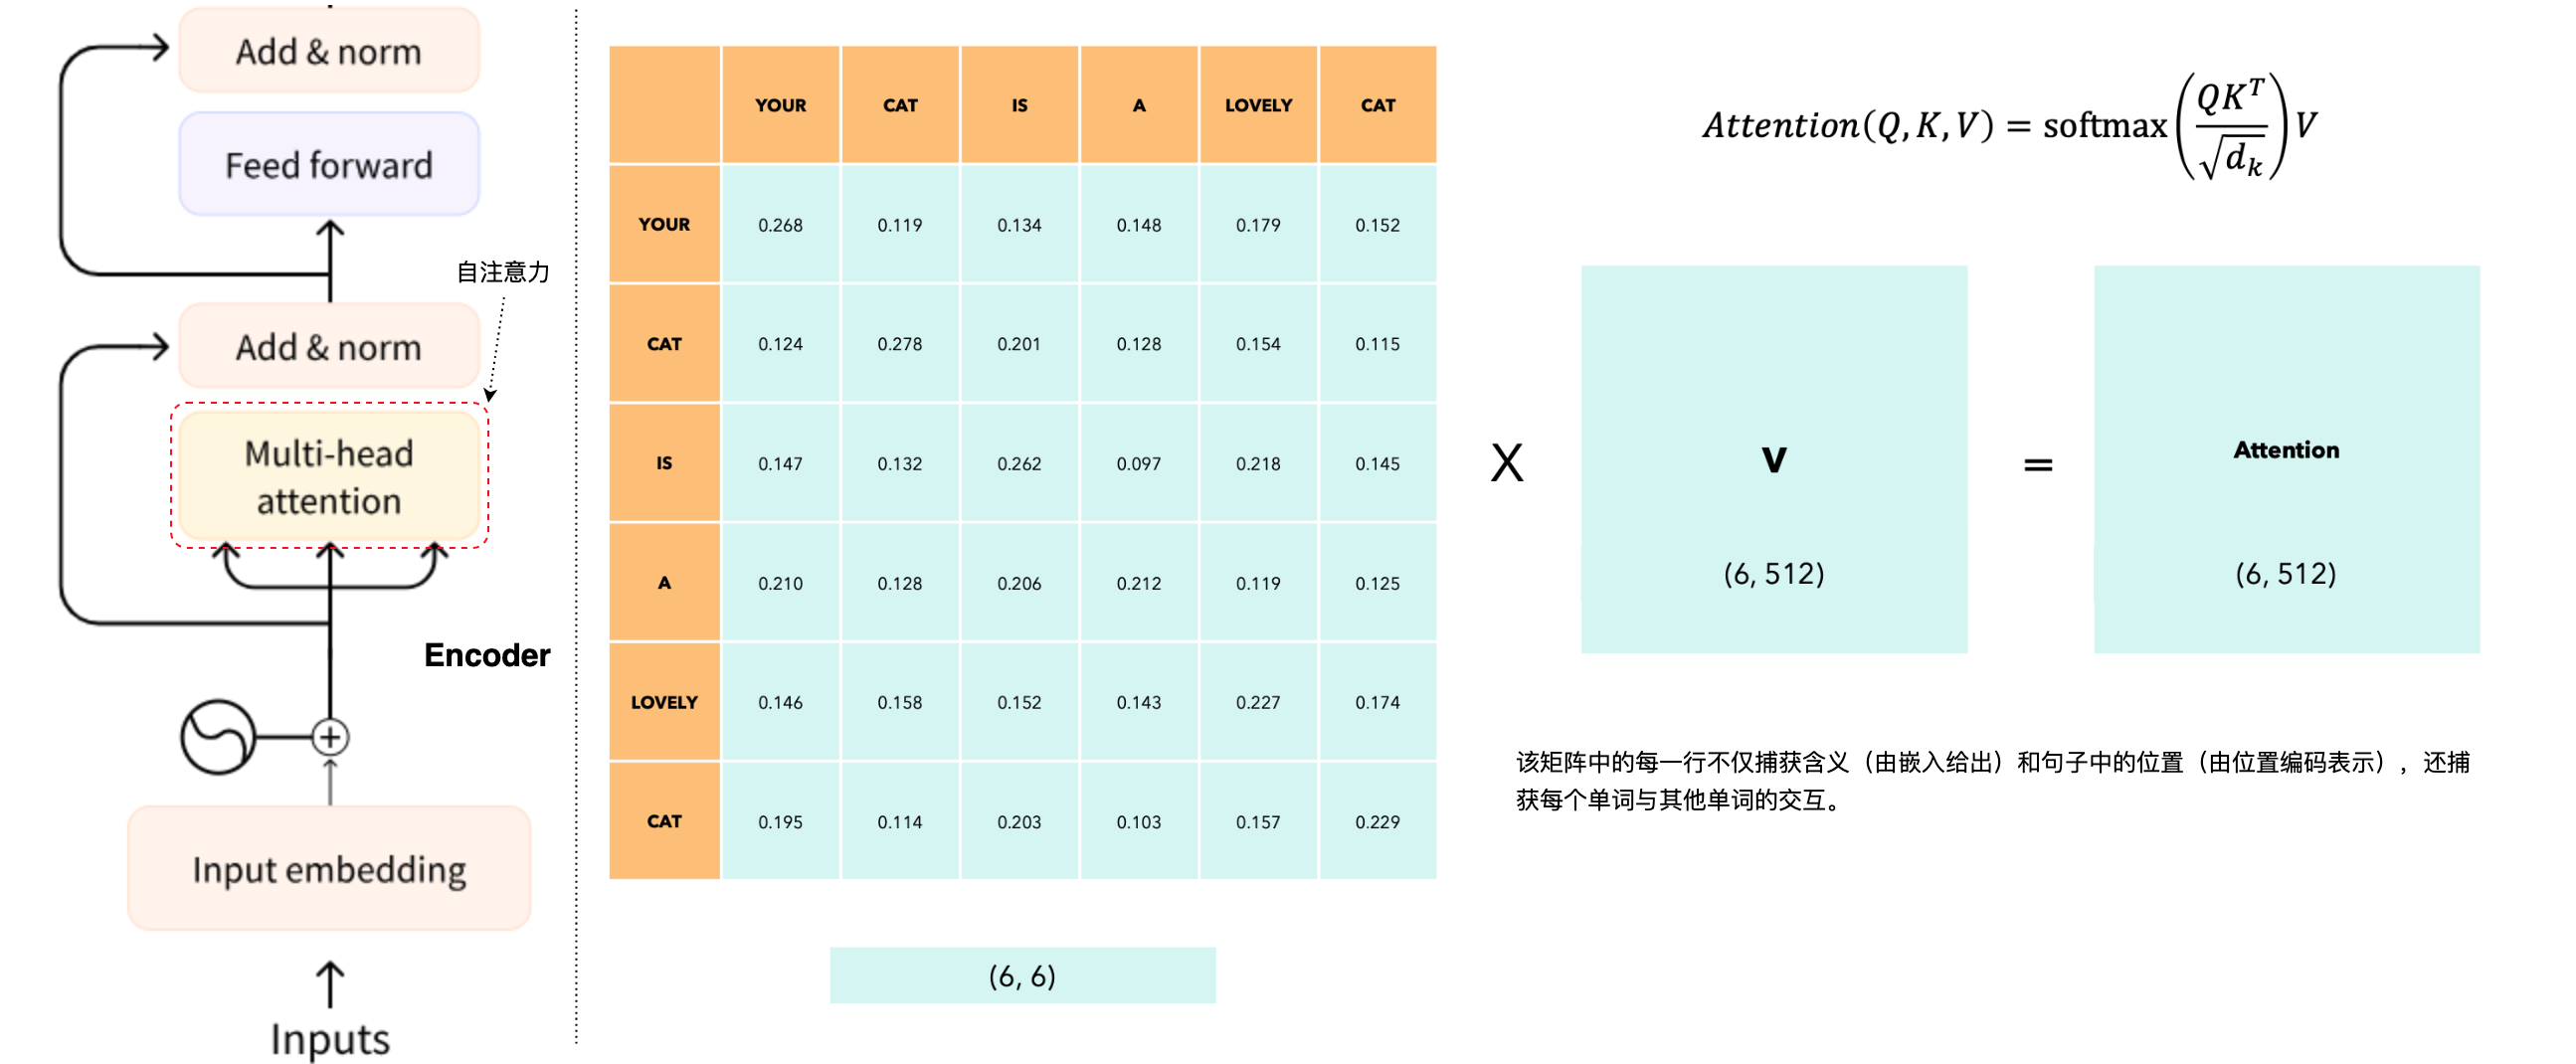 Add & norm
Feed forward
自注意力
Add & norm
Multi-head
attention
Encoder
Input embedding
Inputs
YOUR CAT IS A LOVELY CAT
YOUR 0.268 0.119 0.134 0.148 0.179 0.152
CAT 0.124 0.278 0.201 0.128 0.154 0.115
IS 0.147 0.132 0.262 0.097 0.218 0.145
A 0.210 0.128 0.206 0.212 0.119 0.125
LOVELY 0.146 0.158 0.152 0.143 0.227 0.174
CAT 0.195 0.114 0.203 0.103 0.157 0.229
(6, 6)
Attention(Q, K, V) = softmax(QK^T / √d_k)V
X
V
(6, 512)
=
Attention
(6, 512)
该矩阵中的每一行不仅捕获含义（由嵌入给出）和句子中的位置（由位置编码表示），还捕
获每个单词与其他单词的交互。